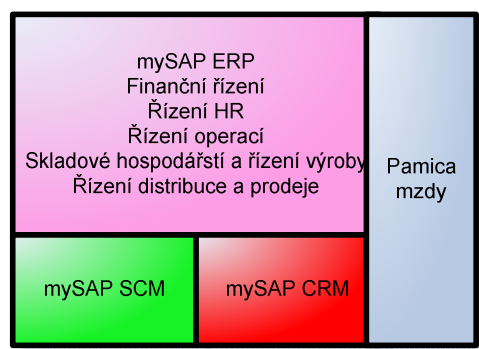 mySAP ERP
Finanční řízení
Řízení HR
Řízení operací
Skladové hospodářstí a řízení výroby
Řízení distribuce a prodeje
Pamica
mzdy
mySAP SCM
mySAP CRM